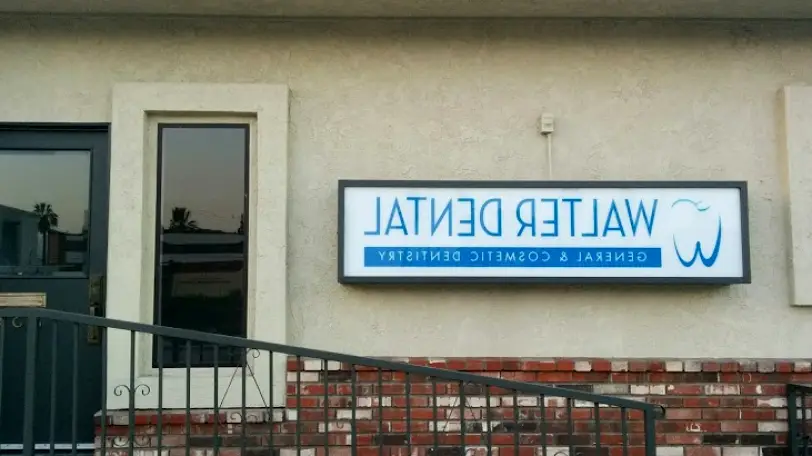 WALTER DENTAL
GENERAL & COSMETIC DENTISTRY